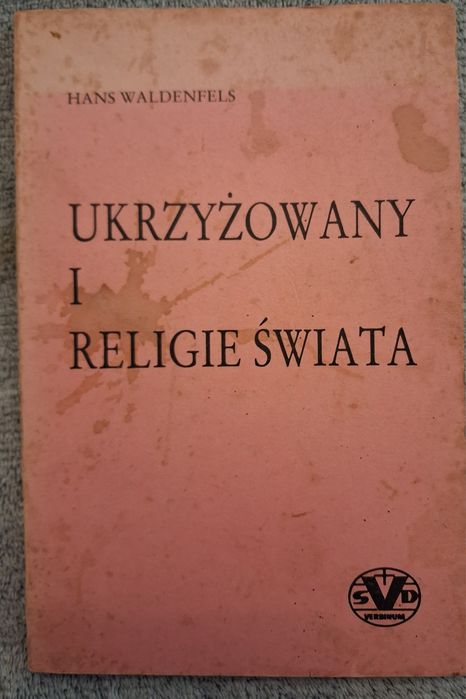 HANS WALDENFELS
UKRZYŻOWANY
I
RELIGIE ŚWIATA
SVD
VERBINUM